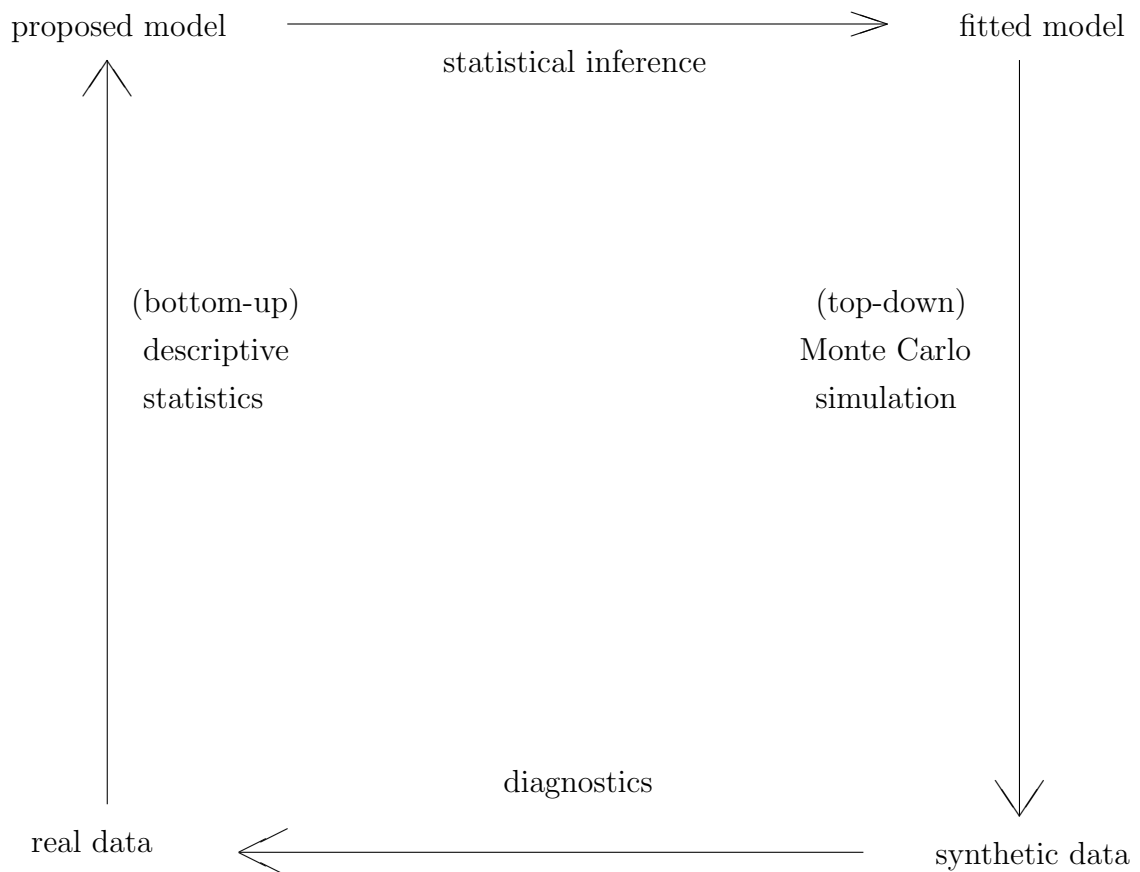 proposed model
fitted model
statistical inference
(bottom-up)
descriptive
statistics
(top-down)
Monte Carlo
simulation
diagnostics
real data
synthetic data